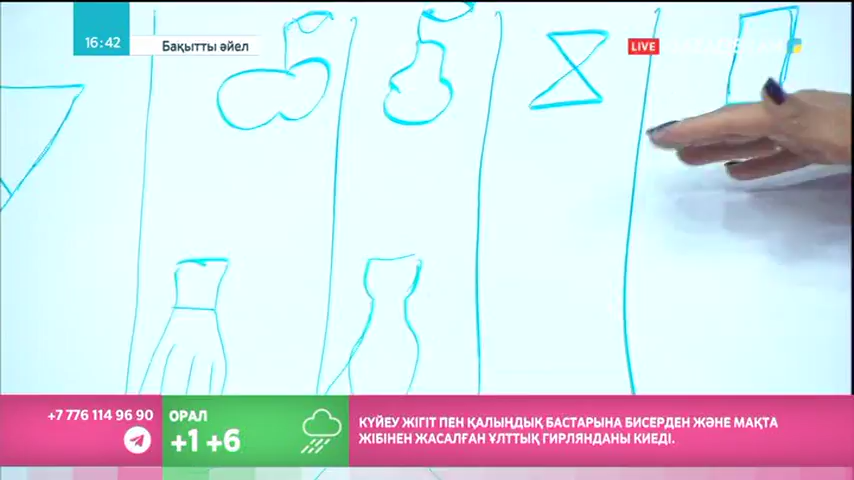 16:42
Бақытты әйел
LIVE
+7 776 114 96 90
ОРАЛ
+1 +6
КҮЙЕУ ЖІГІТ ПЕН ҚАЛЫҢДЫҚ БАСТАРЫНА БИСЕРДЕН ЖӘНЕ МАҚТА
ЖІБІНЕН ЖАСАЛҒАН ҰЛТТЫҚ ГИРЛЯНДАНЫ КИЕДІ.